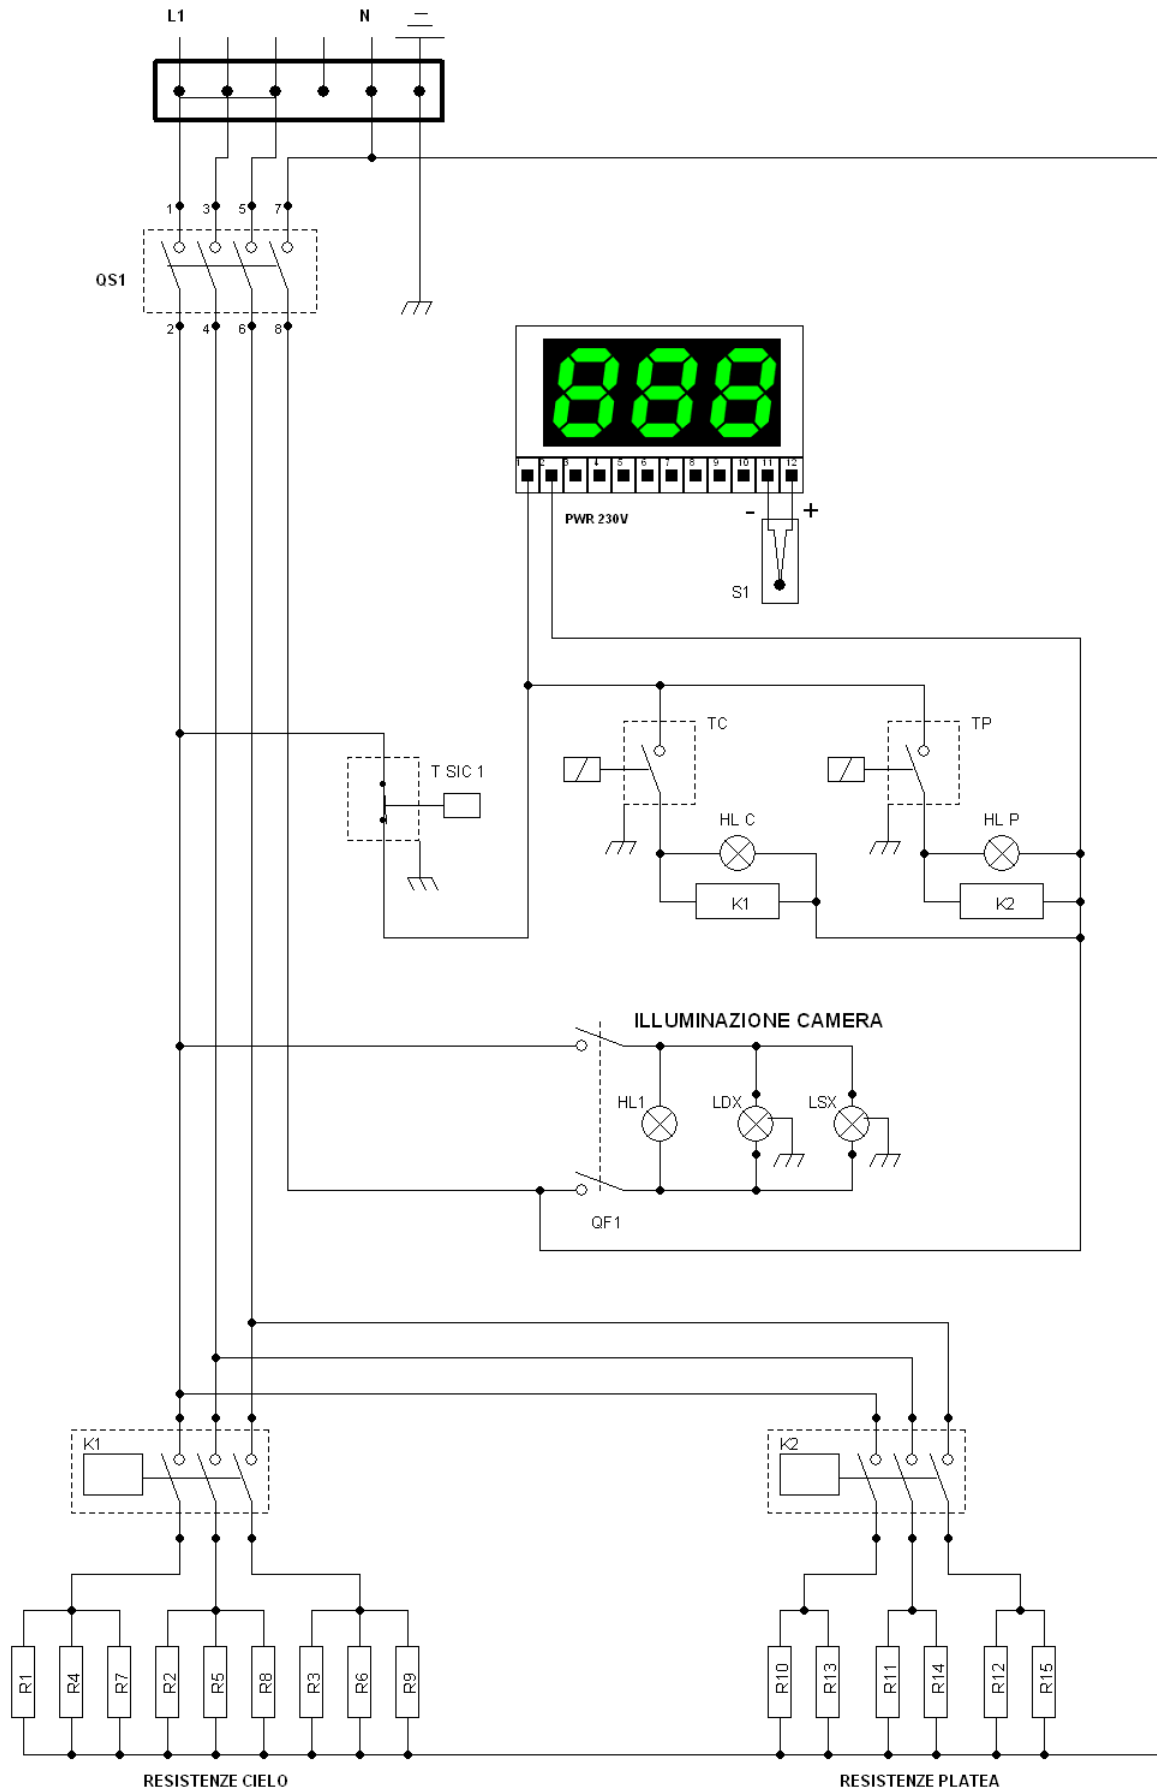 L1 N
1 3 5 7
QS1
2 4 6 8
888
1 2 3 4 5 6 7 8 9 10 11 12
PWR 230V - +
S1
TC TP
T SIC 1
HL C HL P
K1 K2
ILLUMINAZIONE CAMERA
HL1 LDX LSX
QF1
K1 K2
R1 R4 R7 R2 R5 R8 R3 R6 R9 R10 R13 R11 R14 R12 R15
RESISTENZE CIELO RESISTENZE PLATEA